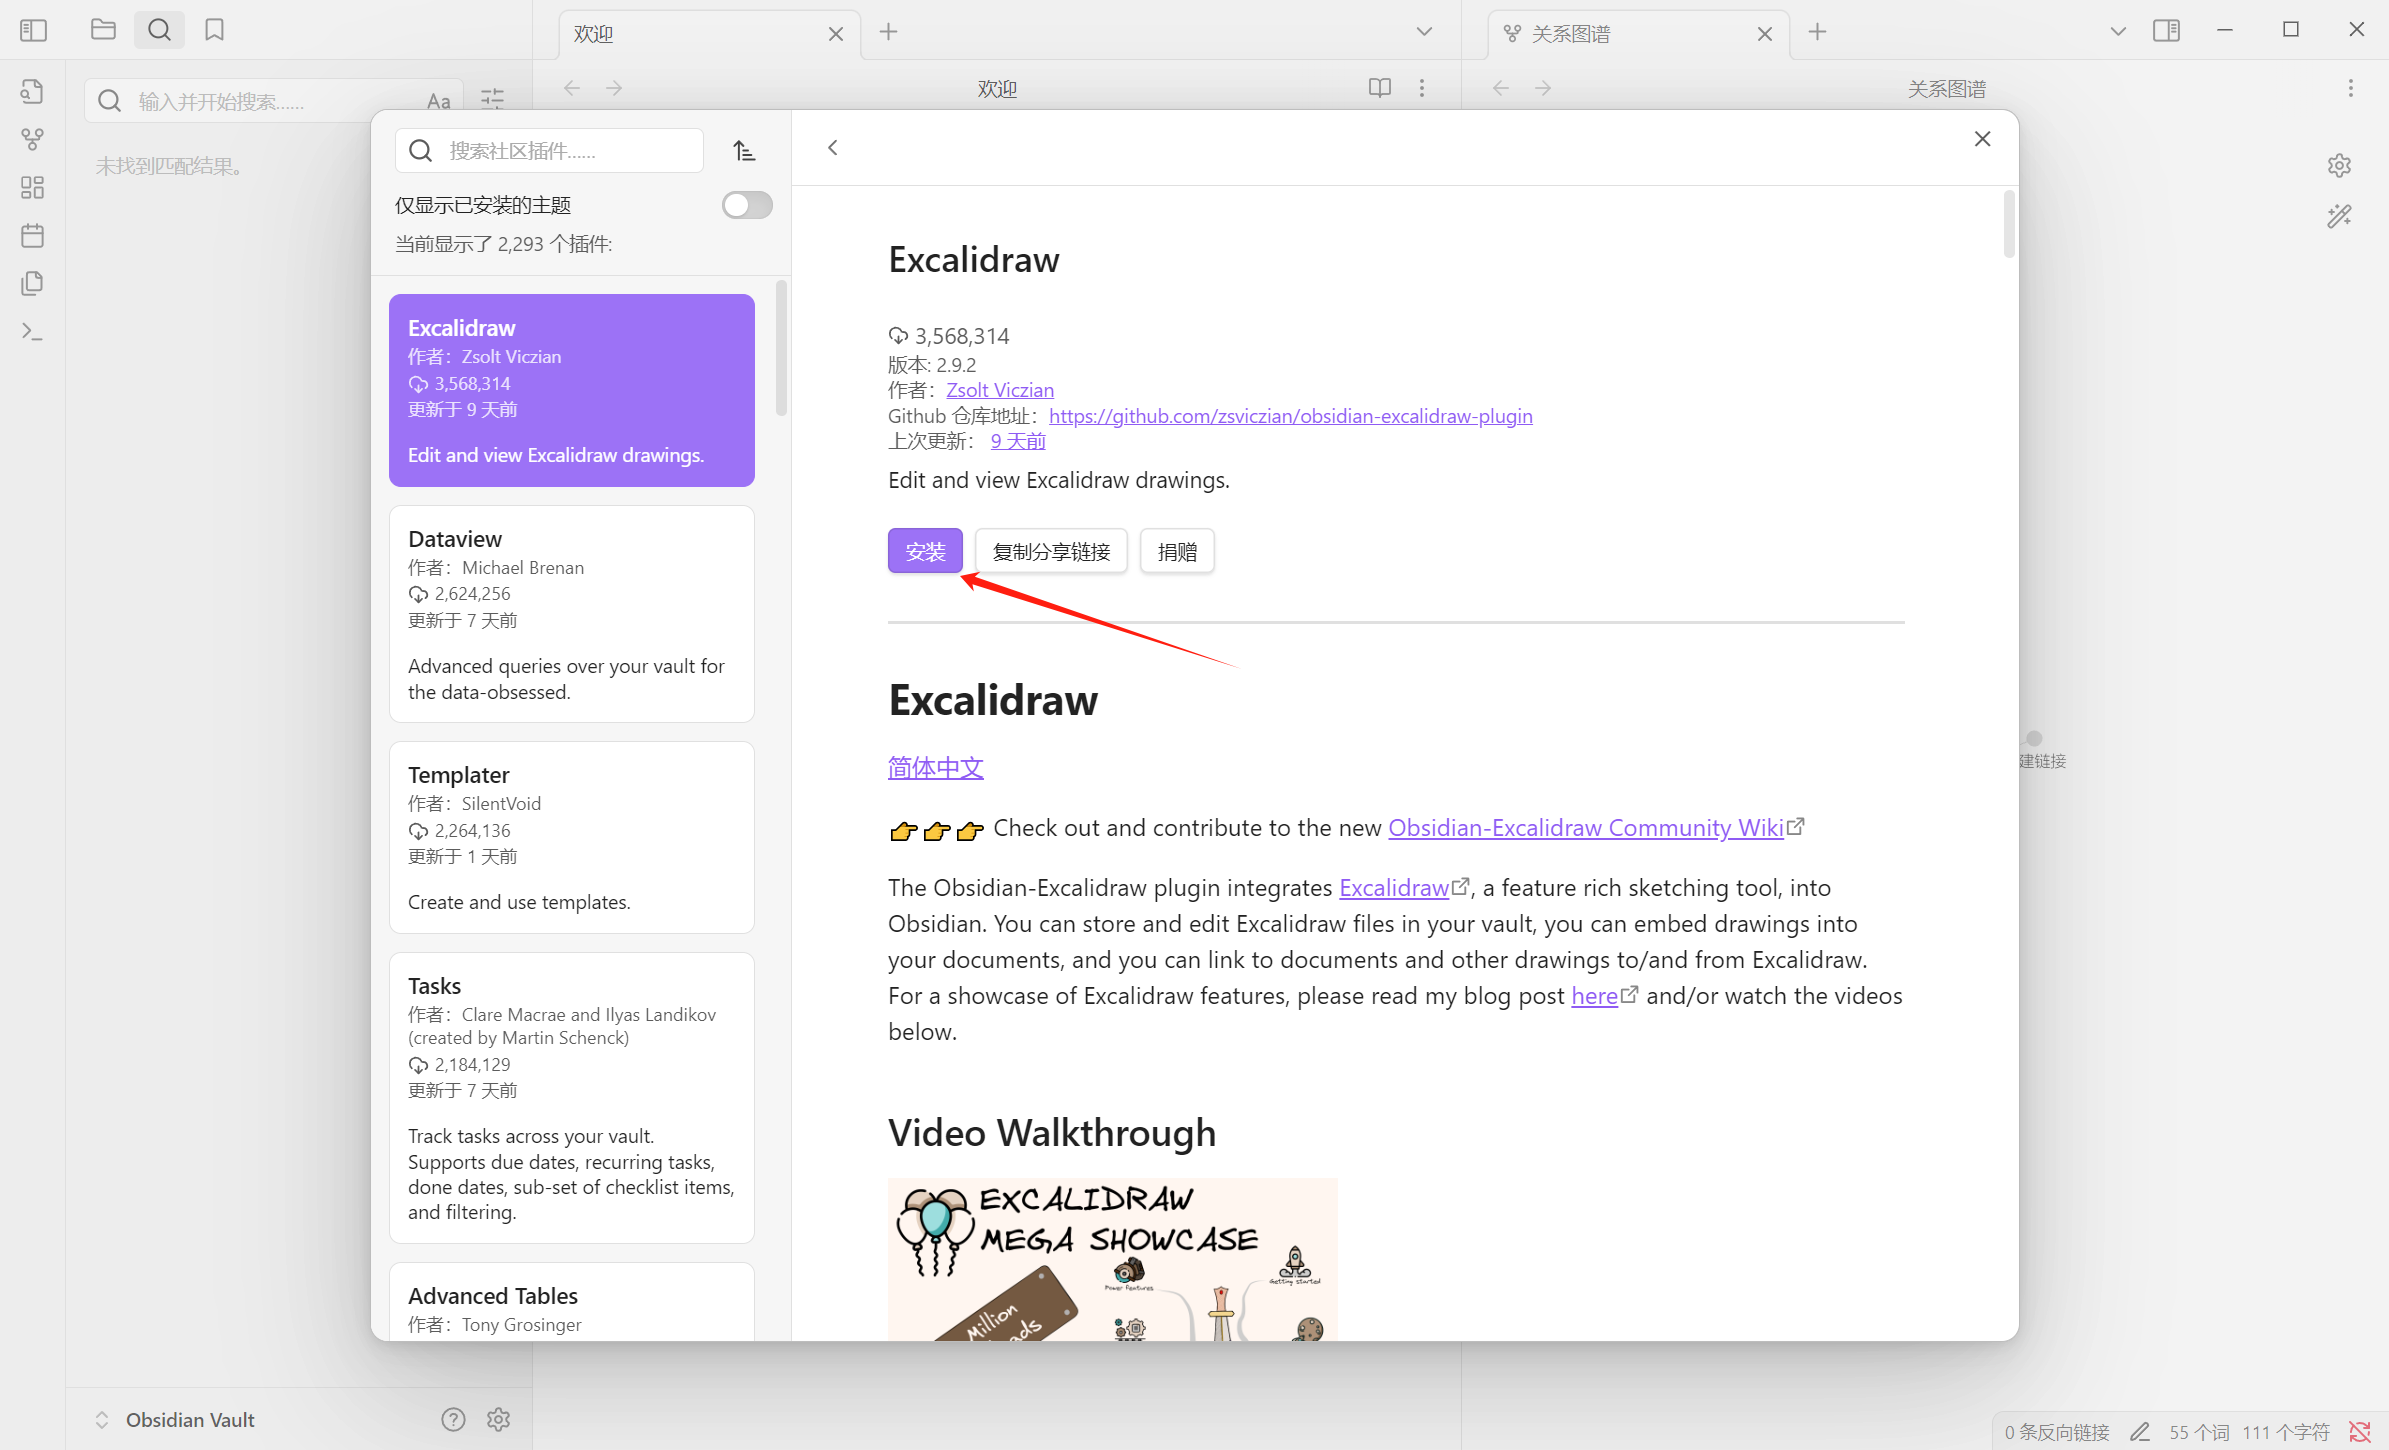 欢迎
关系图谱
输入并开始搜索......
Aa
欢迎
关系图谱
未找到匹配结果。
搜索社区插件......
仅显示已安装的主题
当前显示了 2,293 个插件:
Excalidraw
作者：Zsolt Viczian
3,568,314
更新于 9 天前
Edit and view Excalidraw drawings.
Dataview
作者：Michael Brenan
2,624,256
更新于 7 天前
Advanced queries over your vault for
the data-obsessed.
Templater
作者：SilentVoid
2,264,136
更新于 1 天前
Create and use templates.
Tasks
作者：Clare Macrae and Ilyas Landikov
(created by Martin Schenck)
2,184,129
更新于 7 天前
Track tasks across your vault.
Supports due dates, recurring tasks,
done dates, sub-set of checklist items,
and filtering.
Advanced Tables
作者：Tony Grosinger
Excalidraw
3,568,314
版本: 2.9.2
作者：Zsolt Viczian
Github 仓库地址：https://github.com/zsviczian/obsidian-excalidraw-plugin
上次更新： 9 天前
Edit and view Excalidraw drawings.
安装
复制分享链接
捐赠
Excalidraw
简体中文
👉👉👉 Check out and contribute to the new Obsidian-Excalidraw Community Wiki
The Obsidian-Excalidraw plugin integrates Excalidraw, a feature rich sketching tool, into
Obsidian. You can store and edit Excalidraw files in your vault, you can embed drawings into
your documents, and you can link to documents and other drawings to/and from Excalidraw.
For a showcase of Excalidraw features, please read my blog post here and/or watch the videos
below.
Video Walkthrough
EXCALIDRAW
MEGA SHOWCASE
Power features
Getting started
Million
建链接
Obsidian Vault
0 条反向链接
55 个词
111 个字符